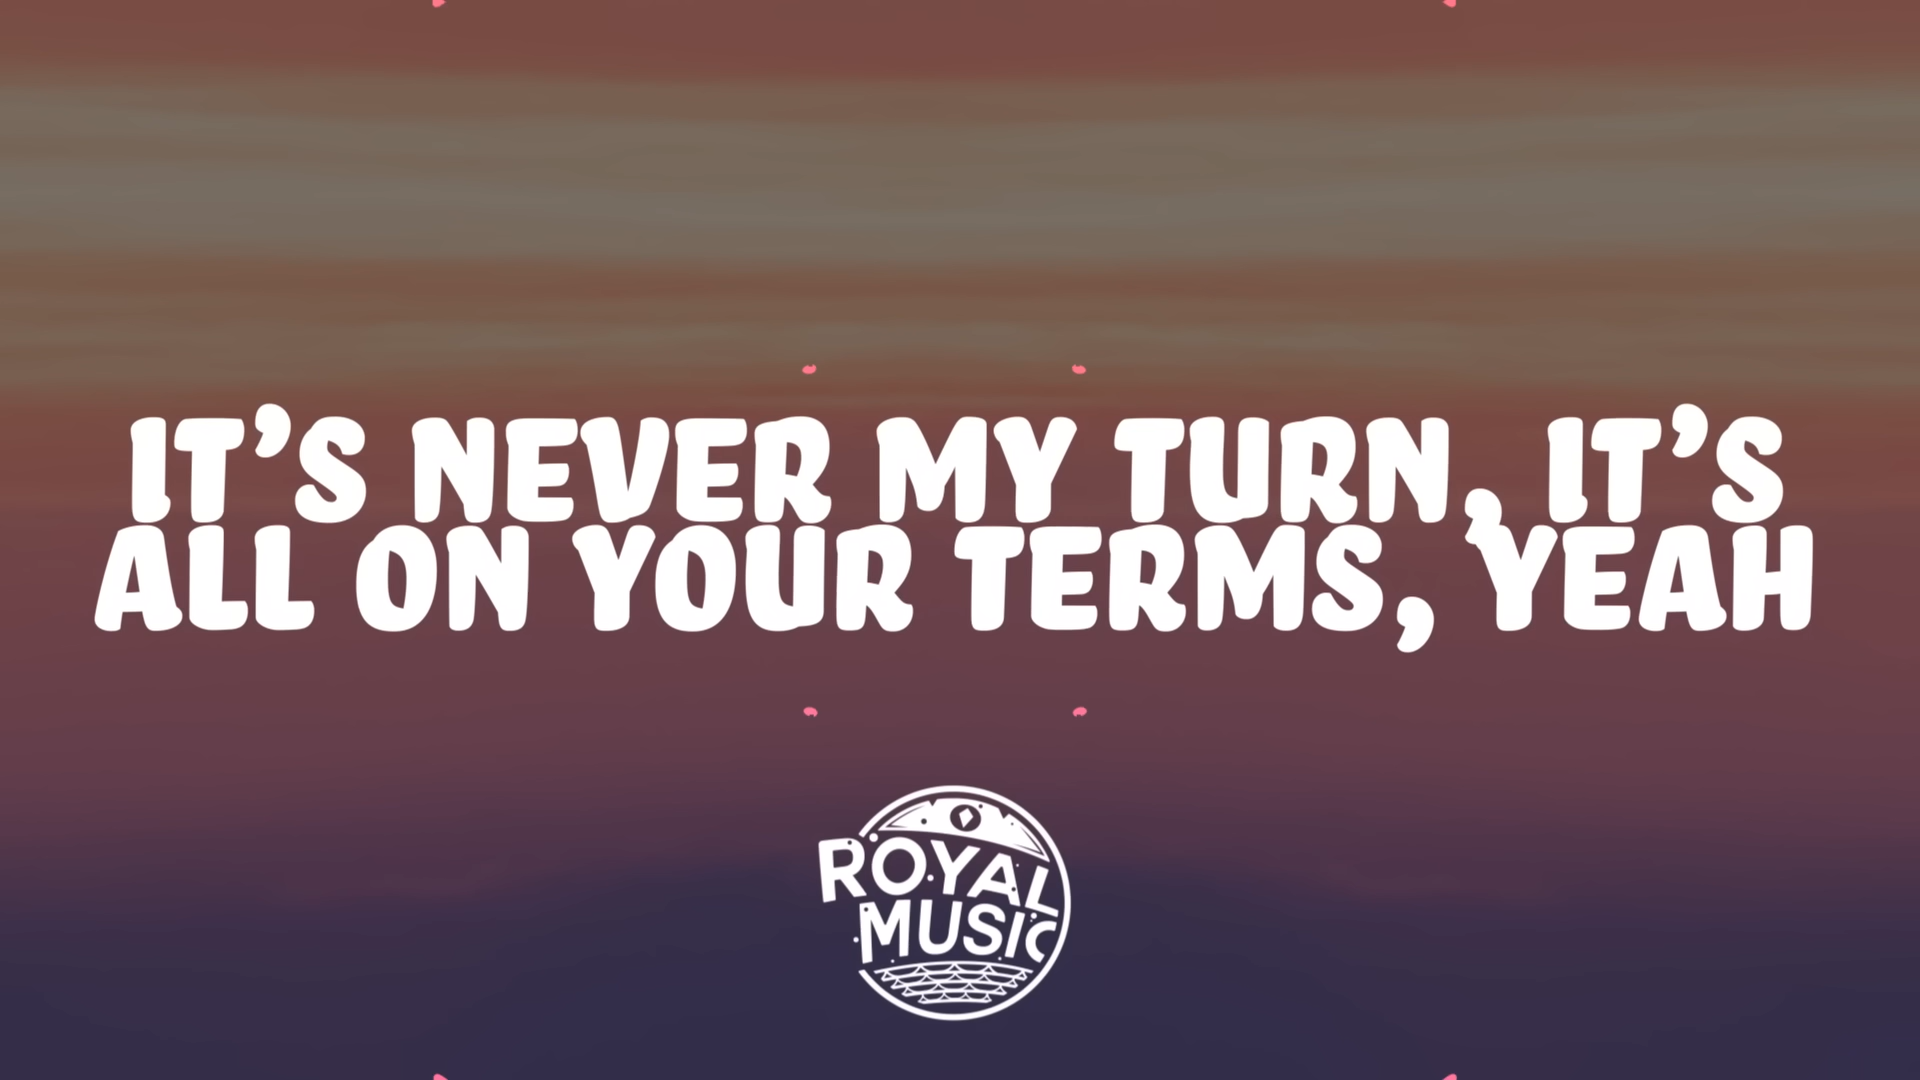 IT’S NEVER MY TURN, IT’S
ALL ON YOUR TERMS, YEAH
ROYAL
MUSIC